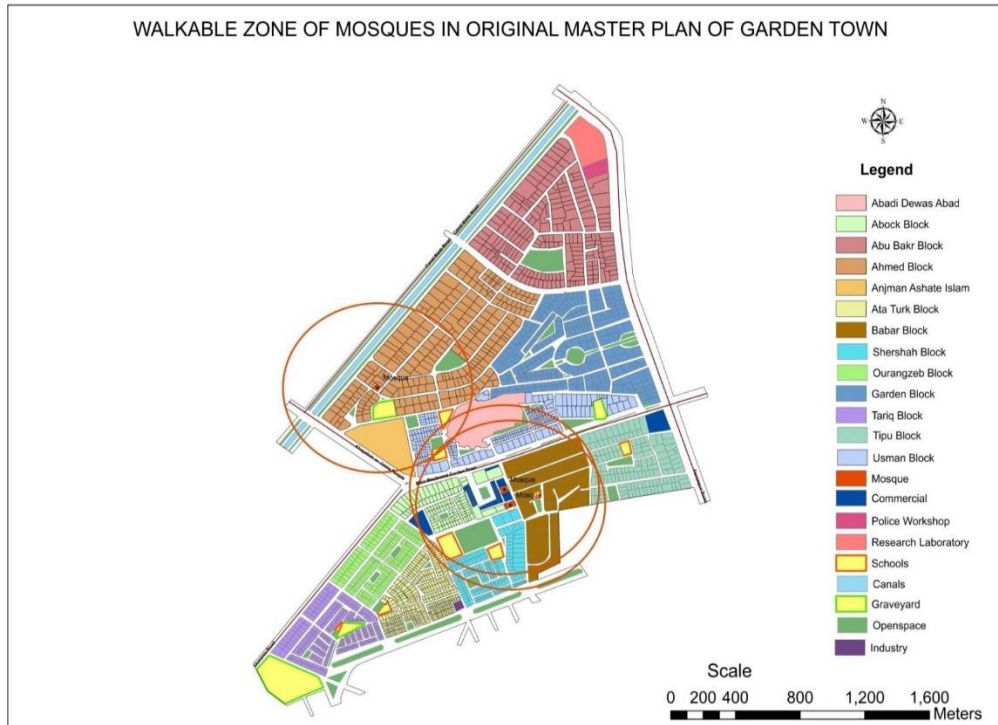 WALKABLE ZONE OF MOSQUES IN ORIGINAL MASTER PLAN OF GARDEN TOWN
N
W E
S
Legend
Abadi Dewas Abad
Abock Block
Abu Bakr Block
Ahmed Block
Anjman Ashate Islam
Ata Turk Block
Babar Block
Shershah Block
Ourangzeb Block
Garden Block
Tariq Block
Tipu Block
Usman Block
Mosque
Commercial
Police Workshop
Research Laboratory
Schools
Canals
Graveyard
Openspace
Industry
Mosque
Mosque
Mosque
Scale
0 200 400 800 1,200 1,600
Meters